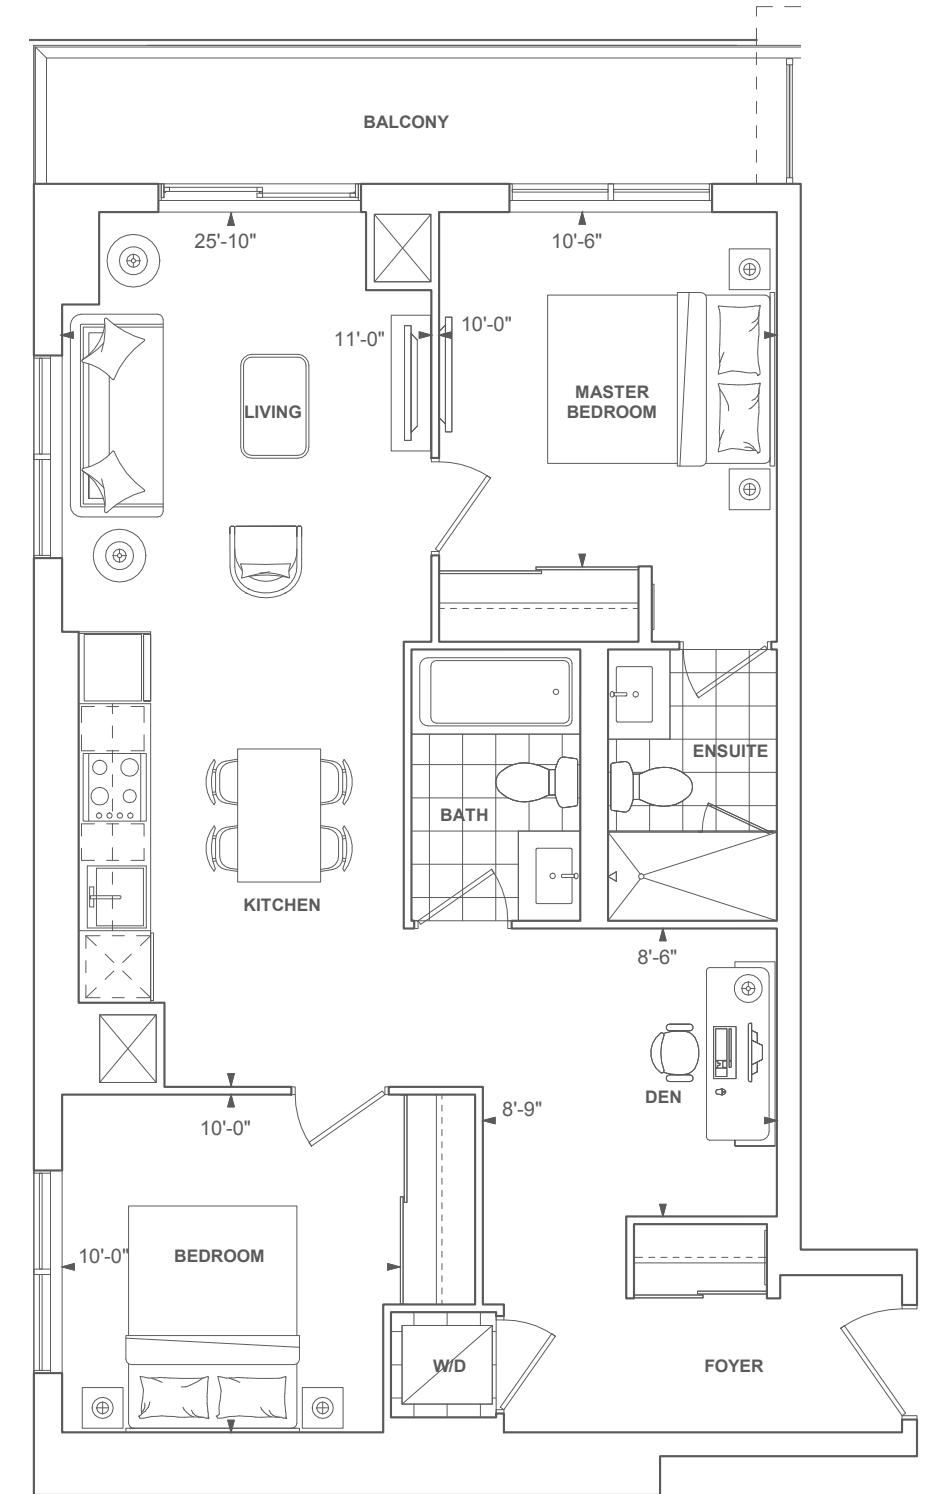 BALCONY
25'-10"
10'-6"
11'-0"
10'-0"
MASTER
BEDROOM
LIVING
ENSUITE
BATH
KITCHEN
8'-6"
DEN
8'-9"
10'-0"
10'-0"
BEDROOM
W/D
FOYER